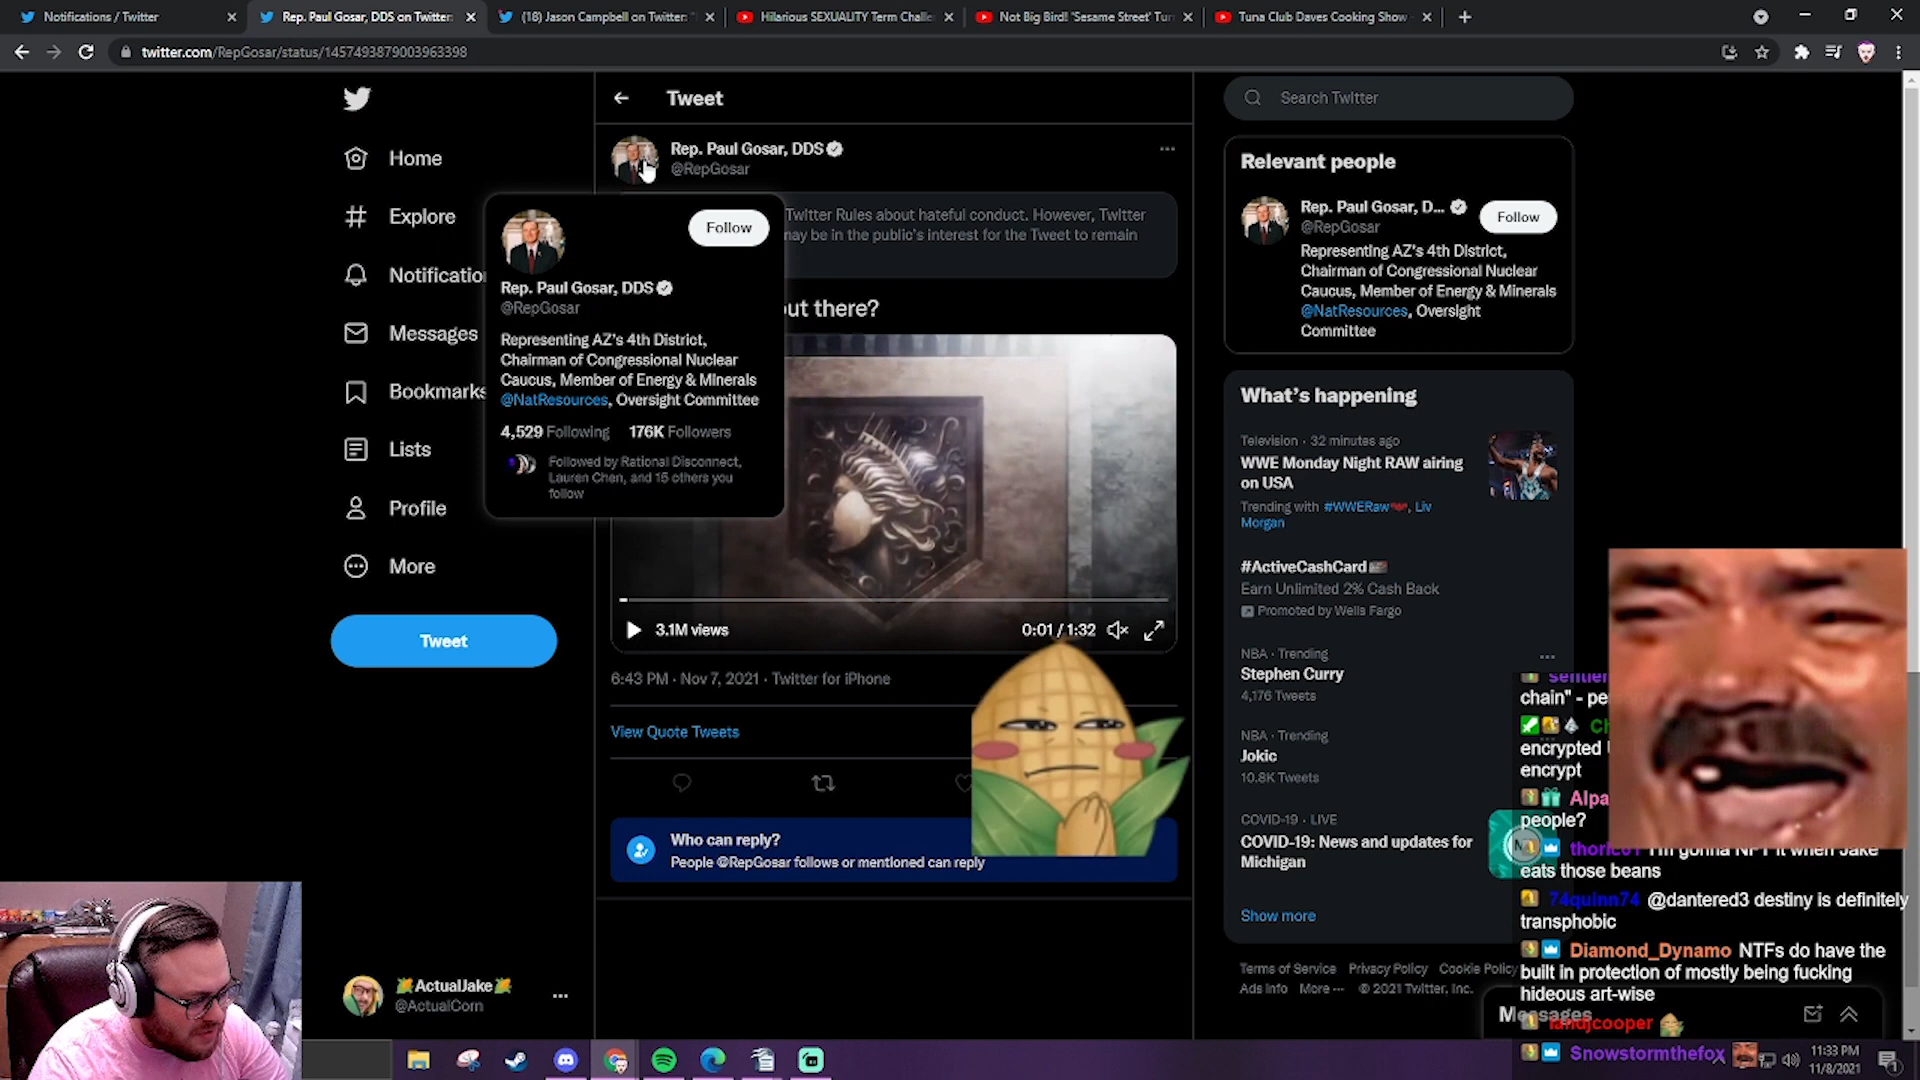 Notifications / Twitter
Rep. Paul Gosar, DDS on Twitter:
(18) Jason Campbell on Twitter: "
Hilarious SEXUALITY Term Challe
Not Big Bird! 'Sesame Street' Tur
Tuna Club Daves Cooking Show
twitter.com/RepGosar/status/1457493879003963398
Home
Explore
Notificatio
Messages
Bookmarks
Lists
Profile
More
Tweet
ActualJake
@ActualCorn
Tweet
Rep. Paul Gosar, DDS
@RepGosar
Twitter Rules about hateful conduct. However, Twitter
may be in the public's interest for the Tweet to remain
out there?
Follow
Rep. Paul Gosar, DDS
@RepGosar
Representing AZ's 4th District,
Chairman of Congressional Nuclear
Caucus, Member of Energy & Minerals
@NatResources, Oversight Committee
4,529 Following 176K Followers
Followed by Rational Disconnect,
Lauren Chen, and 15 others you
follow
3.1M views
0:01 / 1:32
6:43 PM · Nov 7, 2021 · Twitter for iPhone
View Quote Tweets
Who can reply?
People @RepGosar follows or mentioned can reply
Search Twitter
Relevant people
Rep. Paul Gosar, D...
@RepGosar
Follow
Representing AZ's 4th District,
Chairman of Congressional Nuclear
Caucus, Member of Energy & Minerals
@NatResources, Oversight
Committee
What's happening
Television · 32 minutes ago
WWE Monday Night RAW airing
on USA
Trending with #WWERaw, Liv
Morgan
#ActiveCashCard
Earn Unlimited 2% Cash Back
Promoted by Wells Fargo
NBA · Trending
Stephen Curry
4,176 Tweets
NBA · Trending
Jokic
10.8K Tweets
COVID-19 · LIVE
COVID-19: News and updates for
Michigan
Show more
Terms of Service Privacy Policy Cookie Policy
Ads info More ··· © 2021 Twitter, Inc.
Messages
chain" - pe
encrypted
encrypt
Alpa
people?
I'm gonna NFT it when Jake
eats those beans
74quinn74 @dantered3 destiny is definitely
transphobic
Diamond_Dynamo NTFs do have the
built in protection of mostly being fucking
hideous art-wise
iandjcooper
Snowstormthefox
11:33 PM
11/8/2021